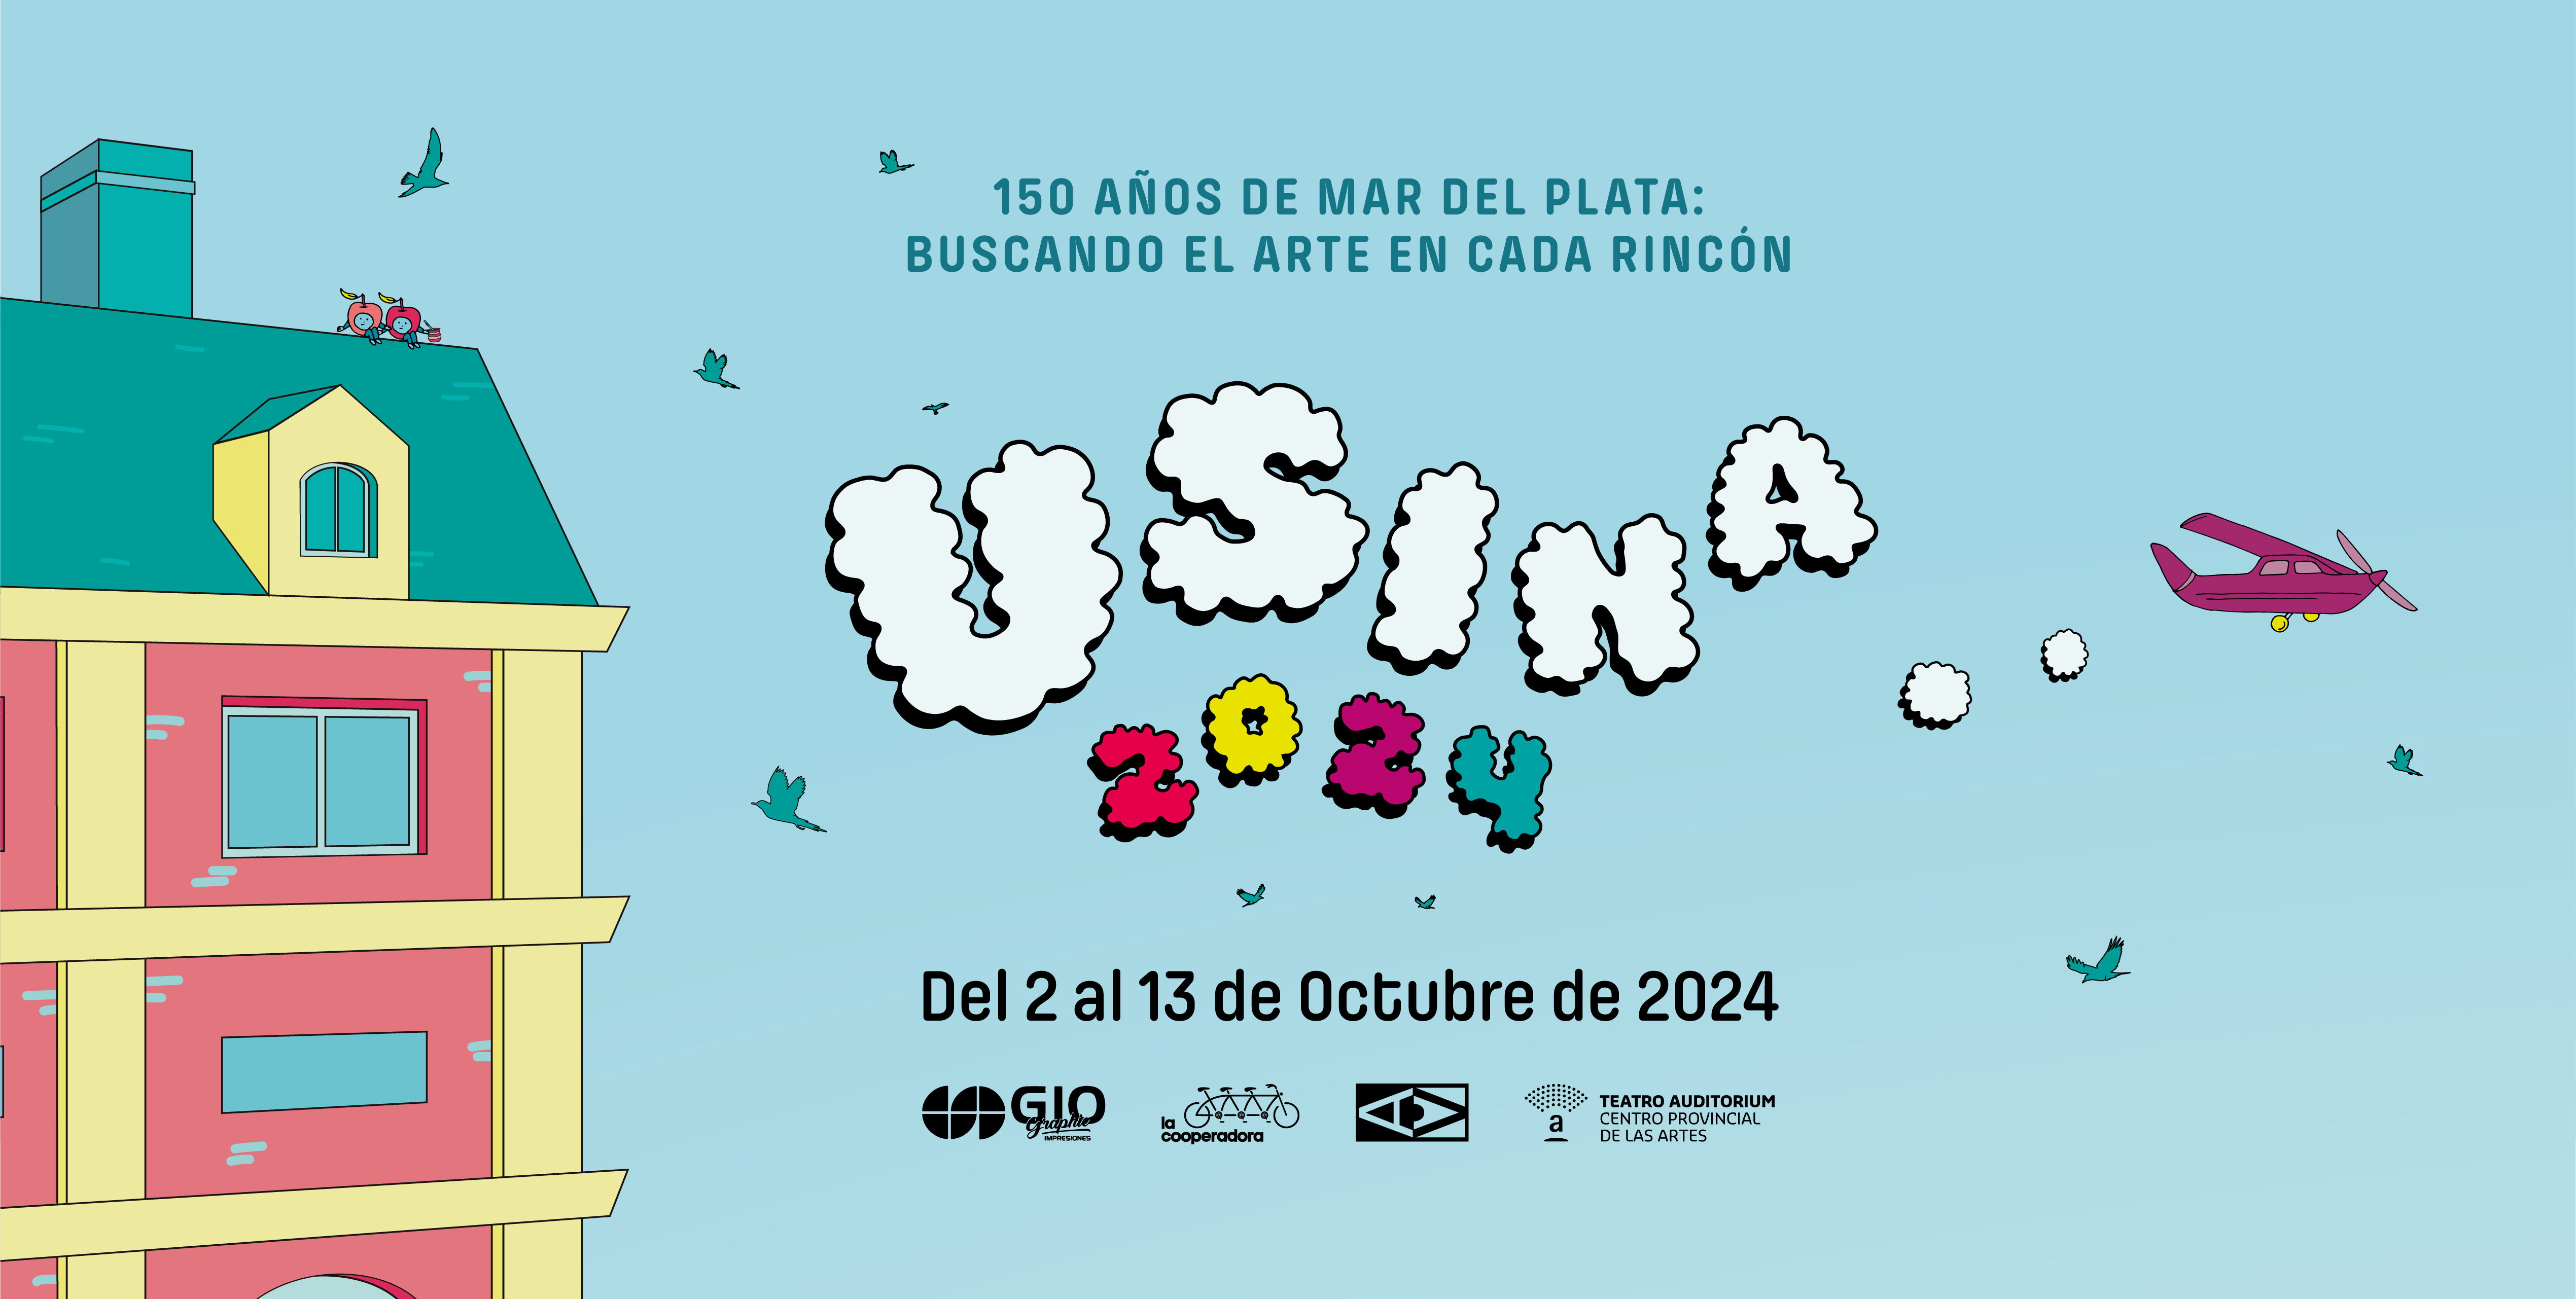 150 AÑOS DE MAR DEL PLATA:
BUSCANDO EL ARTE EN CADA RINCÓN
USINA
2024
Del 2 al 13 de Octubre de 2024
GIO
Graphic
IMPRESIONES
la
cooperadora
a
TEATRO AUDITORIUM
CENTRO PROVINCIAL
DE LAS ARTES